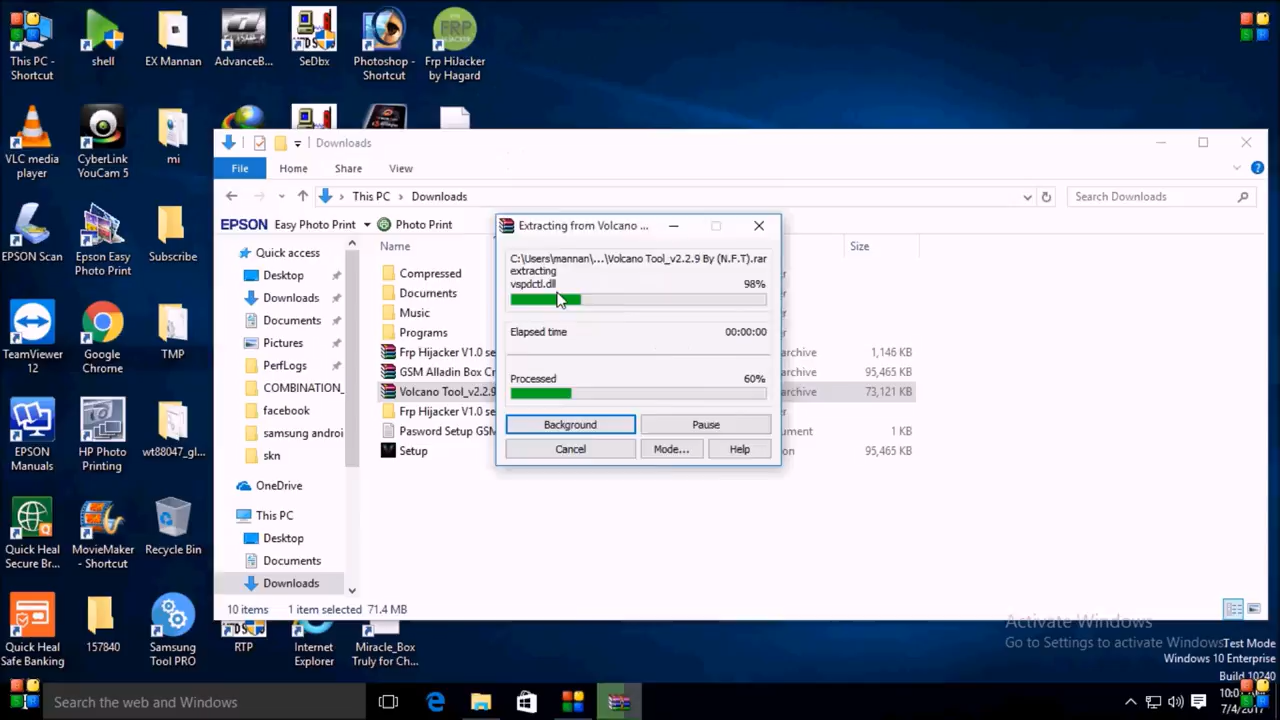 This PC -
Shortcut
shell
EX Mannan
AdvanceB...
SeDbx
Photoshop -
Shortcut
FRP
Frp HiJacker
by Hagard
VLC media
player
CyberLink
YouCam 5
mi
EPSON Scan
Epson Easy
Photo Print
Subscribe
TeamViewer
12
Google
Chrome
TMP
EPSON
Manuals
HP Photo
Printing
wt88047_gl...
Quick Heal
Secure Br...
MovieMaker
- Shortcut
Recycle Bin
Quick Heal
Safe Banking
157840
Samsung
Tool PRO
RTP
Internet
Explorer
Miracle_Box
Truly for Ch...
Downloads
File
Home
Share
View
This PC
Downloads
Search Downloads
EPSON
Easy Photo Print
Photo Print
Quick access
Desktop
Downloads
Documents
Pictures
PerfLogs
COMBINATION_
facebook
samsung androi
skn
OneDrive
This PC
Desktop
Documents
Downloads
Name
Size
Compressed
Documents
Music
Programs
Frp Hijacker V1.0 se
archive
1,146 KB
GSM Alladin Box Cr
archive
95,465 KB
Volcano Tool_v2.2.9
archive
73,121 KB
Frp Hijacker V1.0 se
Pasword Setup GSM
ument
1 KB
Setup
on
95,465 KB
Extracting from Volcano ...
C:\Users\mannan\...\Volcano Tool_v2.2.9 By (N.F.T).rar
extracting
vspdctl.dll
98%
Elapsed time
00:00:00
Processed
60%
Background
Pause
Cancel
Mode...
Help
10 items
1 item selected
71.4 MB
Activate Windows
Go to Settings to activate Windows.
Test Mode
Windows 10 Enterprise
Build 10240
Search the web and Windows